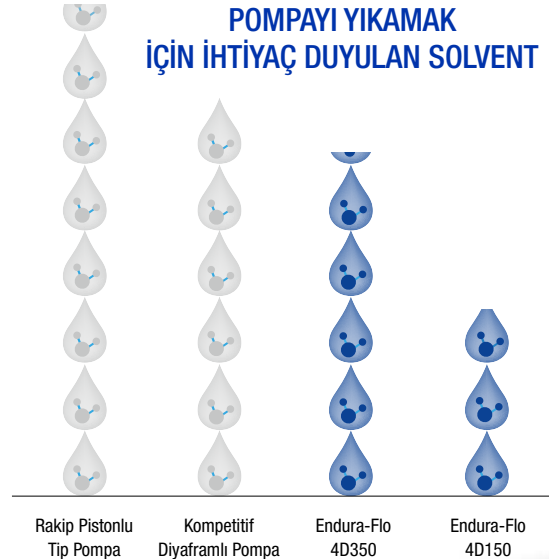 POMPAYI YIKAMAK
İÇİN İHTİYAÇ DUYULAN SOLVENT
Rakip Pistonlu
Tip Pompa
Kompetitif
Diyaframlı Pompa
Endura-Flo
4D350
Endura-Flo
4D150